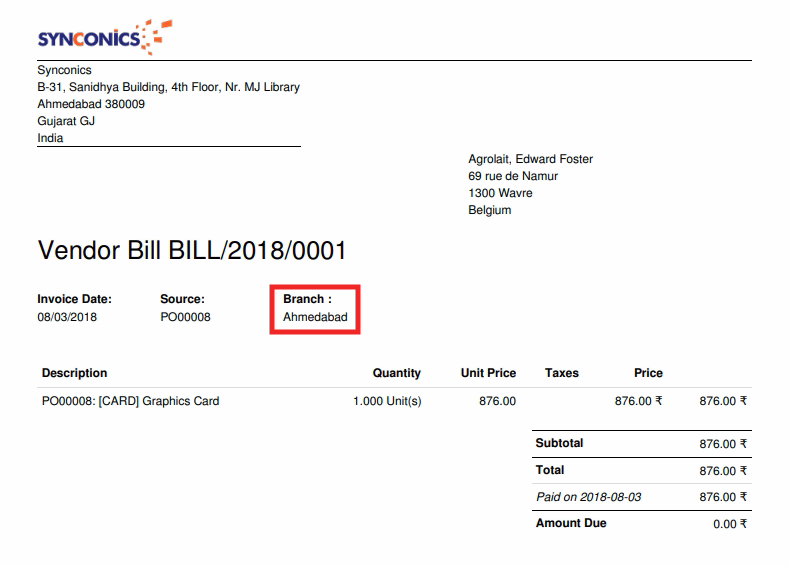 SYNCONiCS
Synconics
B-31, Sanidhya Building, 4th Floor, Nr. MJ Library
Ahmedabad 380009
Gujarat GJ
India
Agrolait, Edward Foster
69 rue de Namur
1300 Wavre
Belgium
Vendor Bill BILL/2018/0001
Invoice Date: Source: Branch :
08/03/2018 PO00008 Ahmedabad
Description Quantity Unit Price Taxes Price
PO00008: [CARD] Graphics Card 1.000 Unit(s) 876.00 876.00 ₹ 876.00 ₹
Subtotal 876.00 ₹
Total 876.00 ₹
Paid on 2018-08-03 876.00 ₹
Amount Due 0.00 ₹